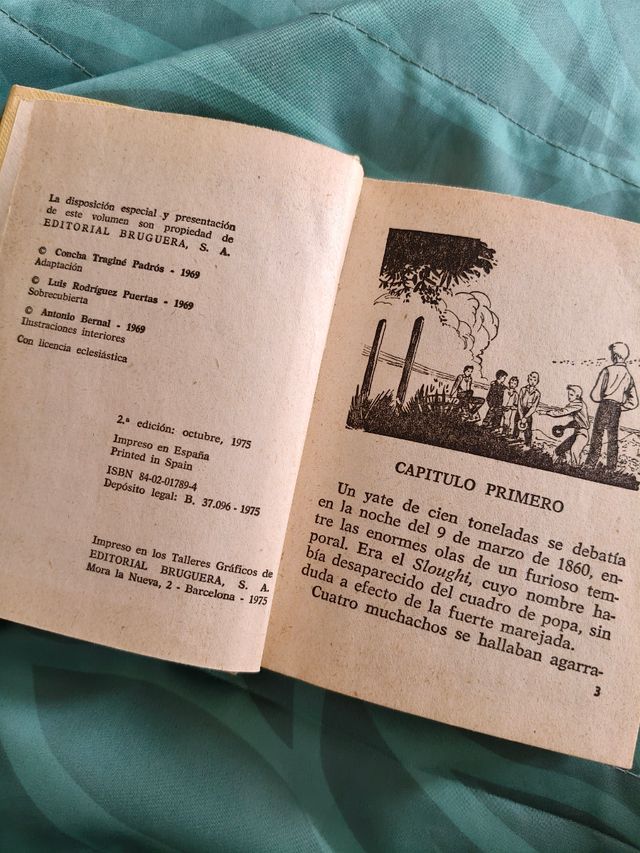 La disposición especial y presentación
de este volumen son propiedad de
EDITORIAL BRUGUERA, S. A.
© Concha Traginé Padrós - 1969
Adaptación
© Luis Rodríguez Puertas - 1969
Sobrecubierta
© Antonio Bernal - 1969
Ilustraciones interiores
Con licencia eclesiástica
2.ª edición: octubre, 1975
Impreso en España
Printed in Spain
ISBN 84-02-01789-4
Depósito legal: B. 37.096 - 1975
Impreso en los Talleres Gráficos de
EDITORIAL BRUGUERA, S. A.
Mora la Nueva, 2 - Barcelona - 1975
CAPITULO PRIMERO
Un yate de cien toneladas se debatía
en la noche del 9 de marzo de 1860, en-
tre las enormes olas de un furioso tem-
poral. Era el Sloughi, cuyo nombre ha-
bía desaparecido del cuadro de popa, sin
duda a efecto de la fuerte marejada.
Cuatro muchachos se hallaban agarra-
3